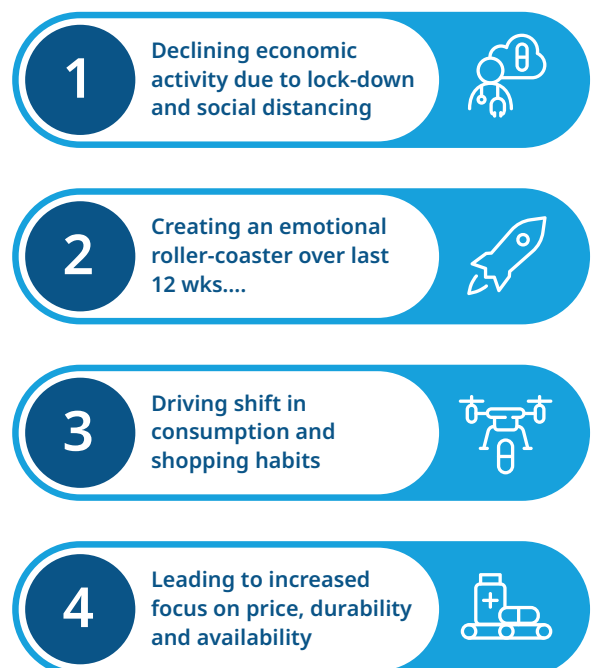 1
Declining economic
activity due to lock-down
and social distancing
2
Creating an emotional
roller-coaster over last
12 wks....
3
Driving shift in
consumption and
shopping habits
4
Leading to increased
focus on price, durability
and availability